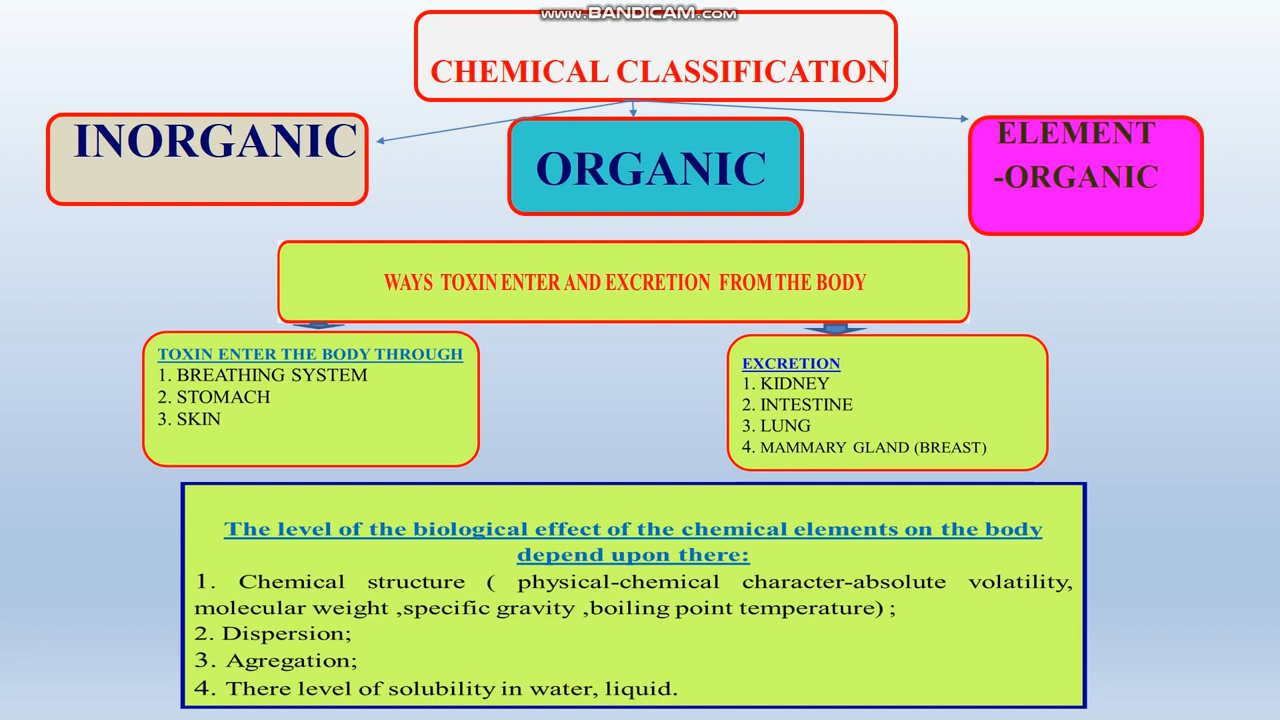 www.BANDICAM.com
CHEMICAL CLASSIFICATION
INORGANIC
ORGANIC
ELEMENT
-ORGANIC
WAYS TOXIN ENTER AND EXCRETION FROM THE BODY
TOXIN ENTER THE BODY THROUGH
1. BREATHING SYSTEM
2. STOMACH
3. SKIN
EXCRETION
1. KIDNEY
2. INTESTINE
3. LUNG
4. MAMMARY GLAND (BREAST)
The level of the biological effect of the chemical elements on the body
depend upon there:
1. Chemical structure ( physical-chemical character-absolute volatility,
molecular weight ,specific gravity ,boiling point temperature) ;
2. Dispersion;
3. Agregation;
4. There level of solubility in water, liquid.